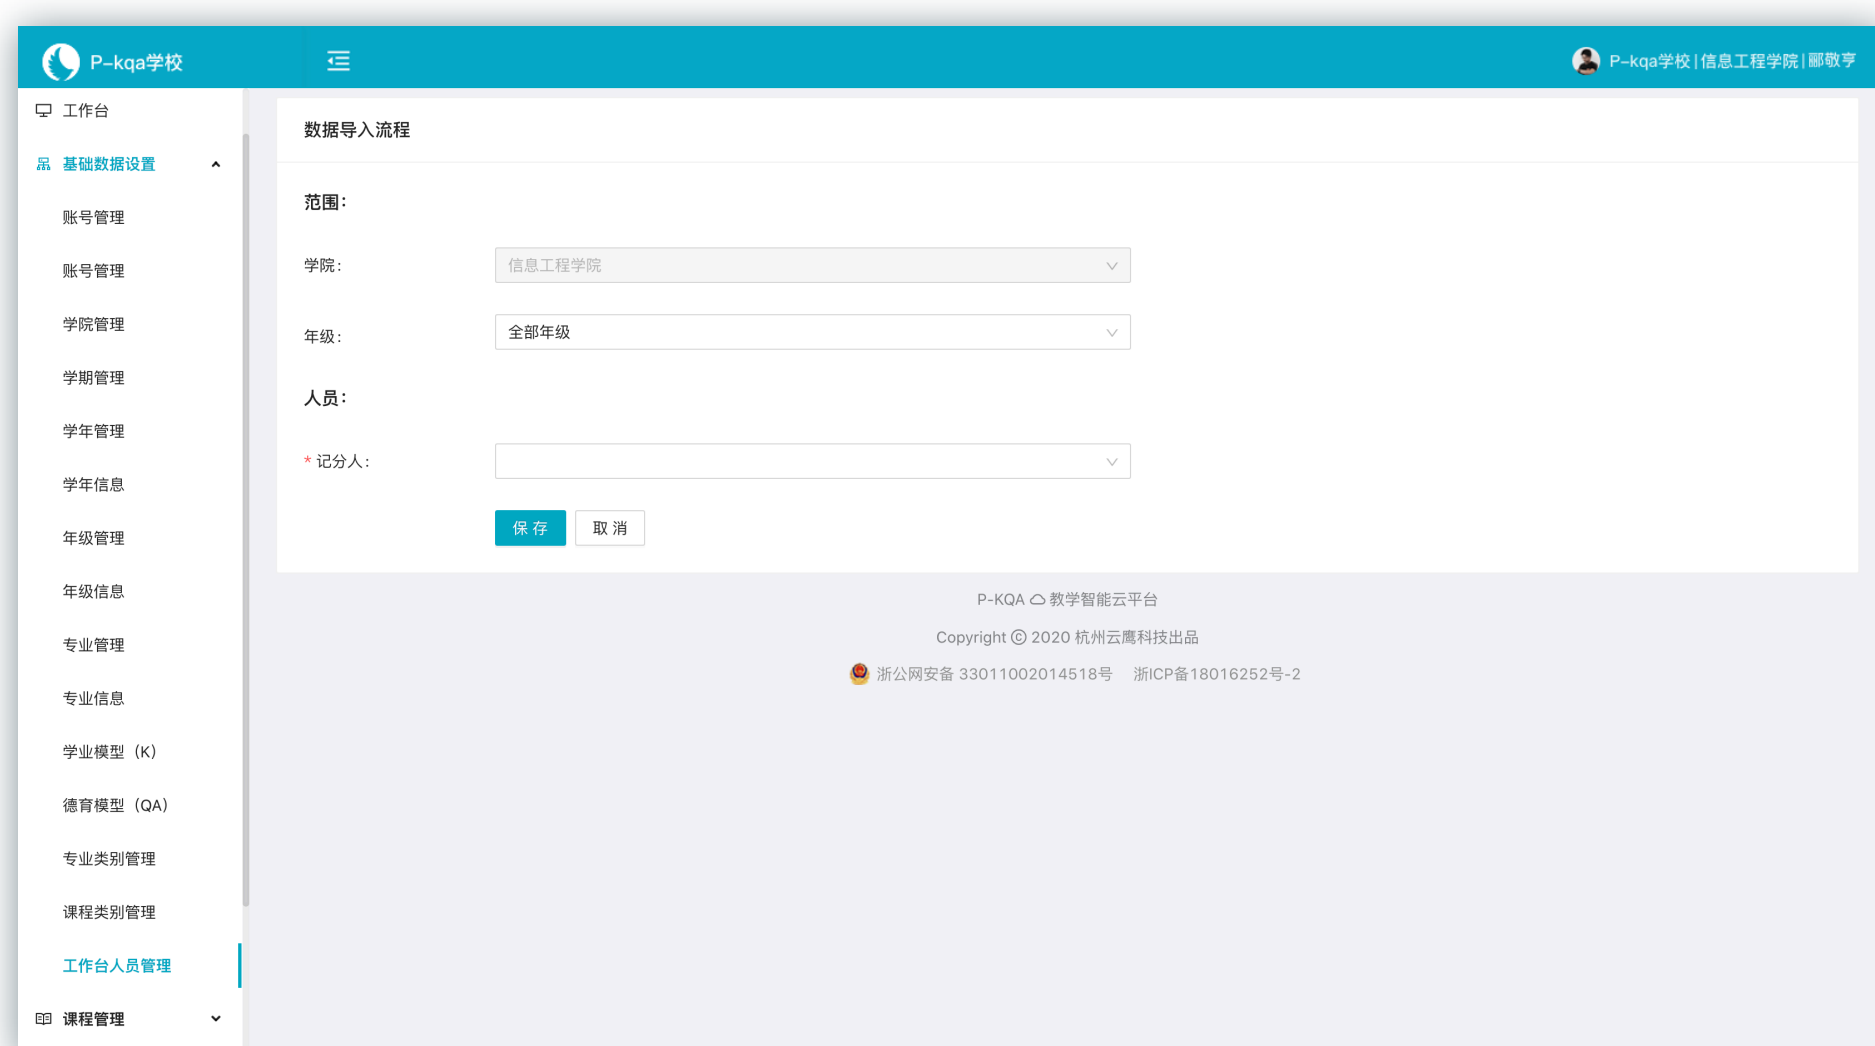 P-kqa学校
P-kqa学校|信息工程学院|郦敬亨
工作台
基础数据设置
账号管理
账号管理
学院管理
学期管理
学年管理
学年信息
年级管理
年级信息
专业管理
专业信息
学业模型（K）
德育模型（QA）
专业类别管理
课程类别管理
工作台人员管理
课程管理
数据导入流程
范围：
学院： 信息工程学院
年级： 全部年级
人员：
* 记分人：
保 存 取 消
P-KQA 教学智能云平台
Copyright © 2020 杭州云鹰科技出品
浙公网安备 33011002014518号 浙ICP备18016252号-2